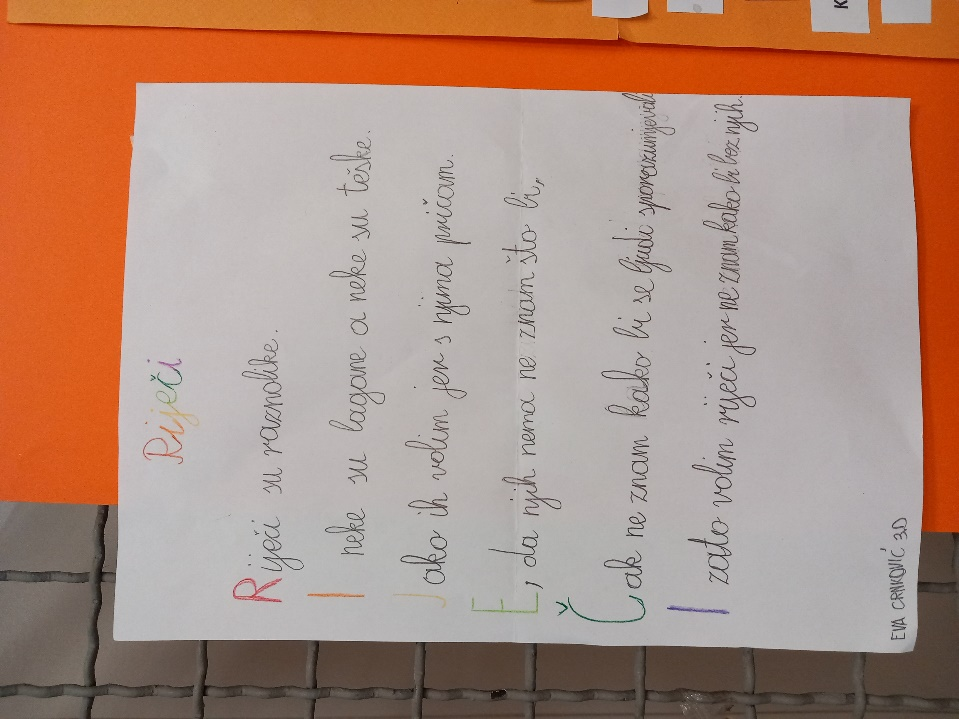 Riječi
Riječi su raznolike.
I neke su lagane a neke su teške.
Jako ih volim jer s njima pričam.
E, da njih nema ne znam što bi,
Čak ne znam kako bi se ljudi sporazumjevali
I zato volim riječi jer ne znam kako bi bez njih.
EVA CRNKOVIĆ 3.D
K